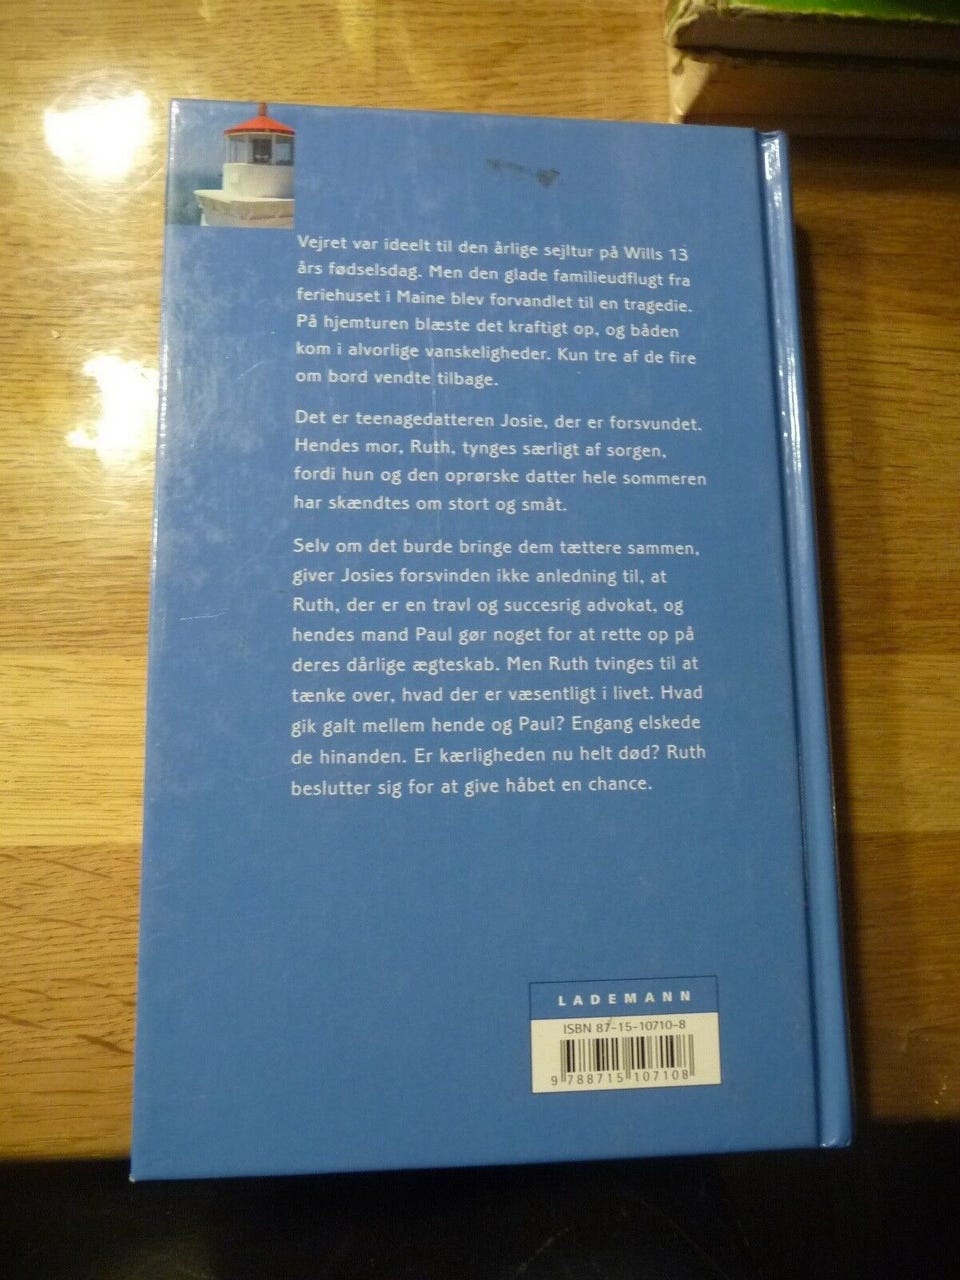 Vejret var ideelt til den årlige sejltur på Wills 13
års fødselsdag. Men den glade familieudflugt fra
feriehuset i Maine blev forvandlet til en tragedie.
På hjemturen blæste det kraftigt op, og båden
kom i alvorlige vanskeligheder. Kun tre af de fire
om bord vendte tilbage.
Det er teenagedatteren Josie, der er forsvundet.
Hendes mor, Ruth, tynges særligt af sorgen,
fordi hun og den oprørske datter hele sommeren
har skændtes om stort og småt.
Selv om det burde bringe dem tættere sammen,
giver Josies forsvinden ikke anledning til, at
Ruth, der er en travl og succesrig advokat, og
hendes mand Paul gør noget for at rette op på
deres dårlige ægteskab. Men Ruth tvinges til at
tænke over, hvad der er væsentligt i livet. Hvad
gik galt mellem hende og Paul? Engang elskede
de hinanden. Er kærligheden nu helt død? Ruth
beslutter sig for at give håbet en chance.
LADEMANN
ISBN 87-15-10710-8
9 788715 107108